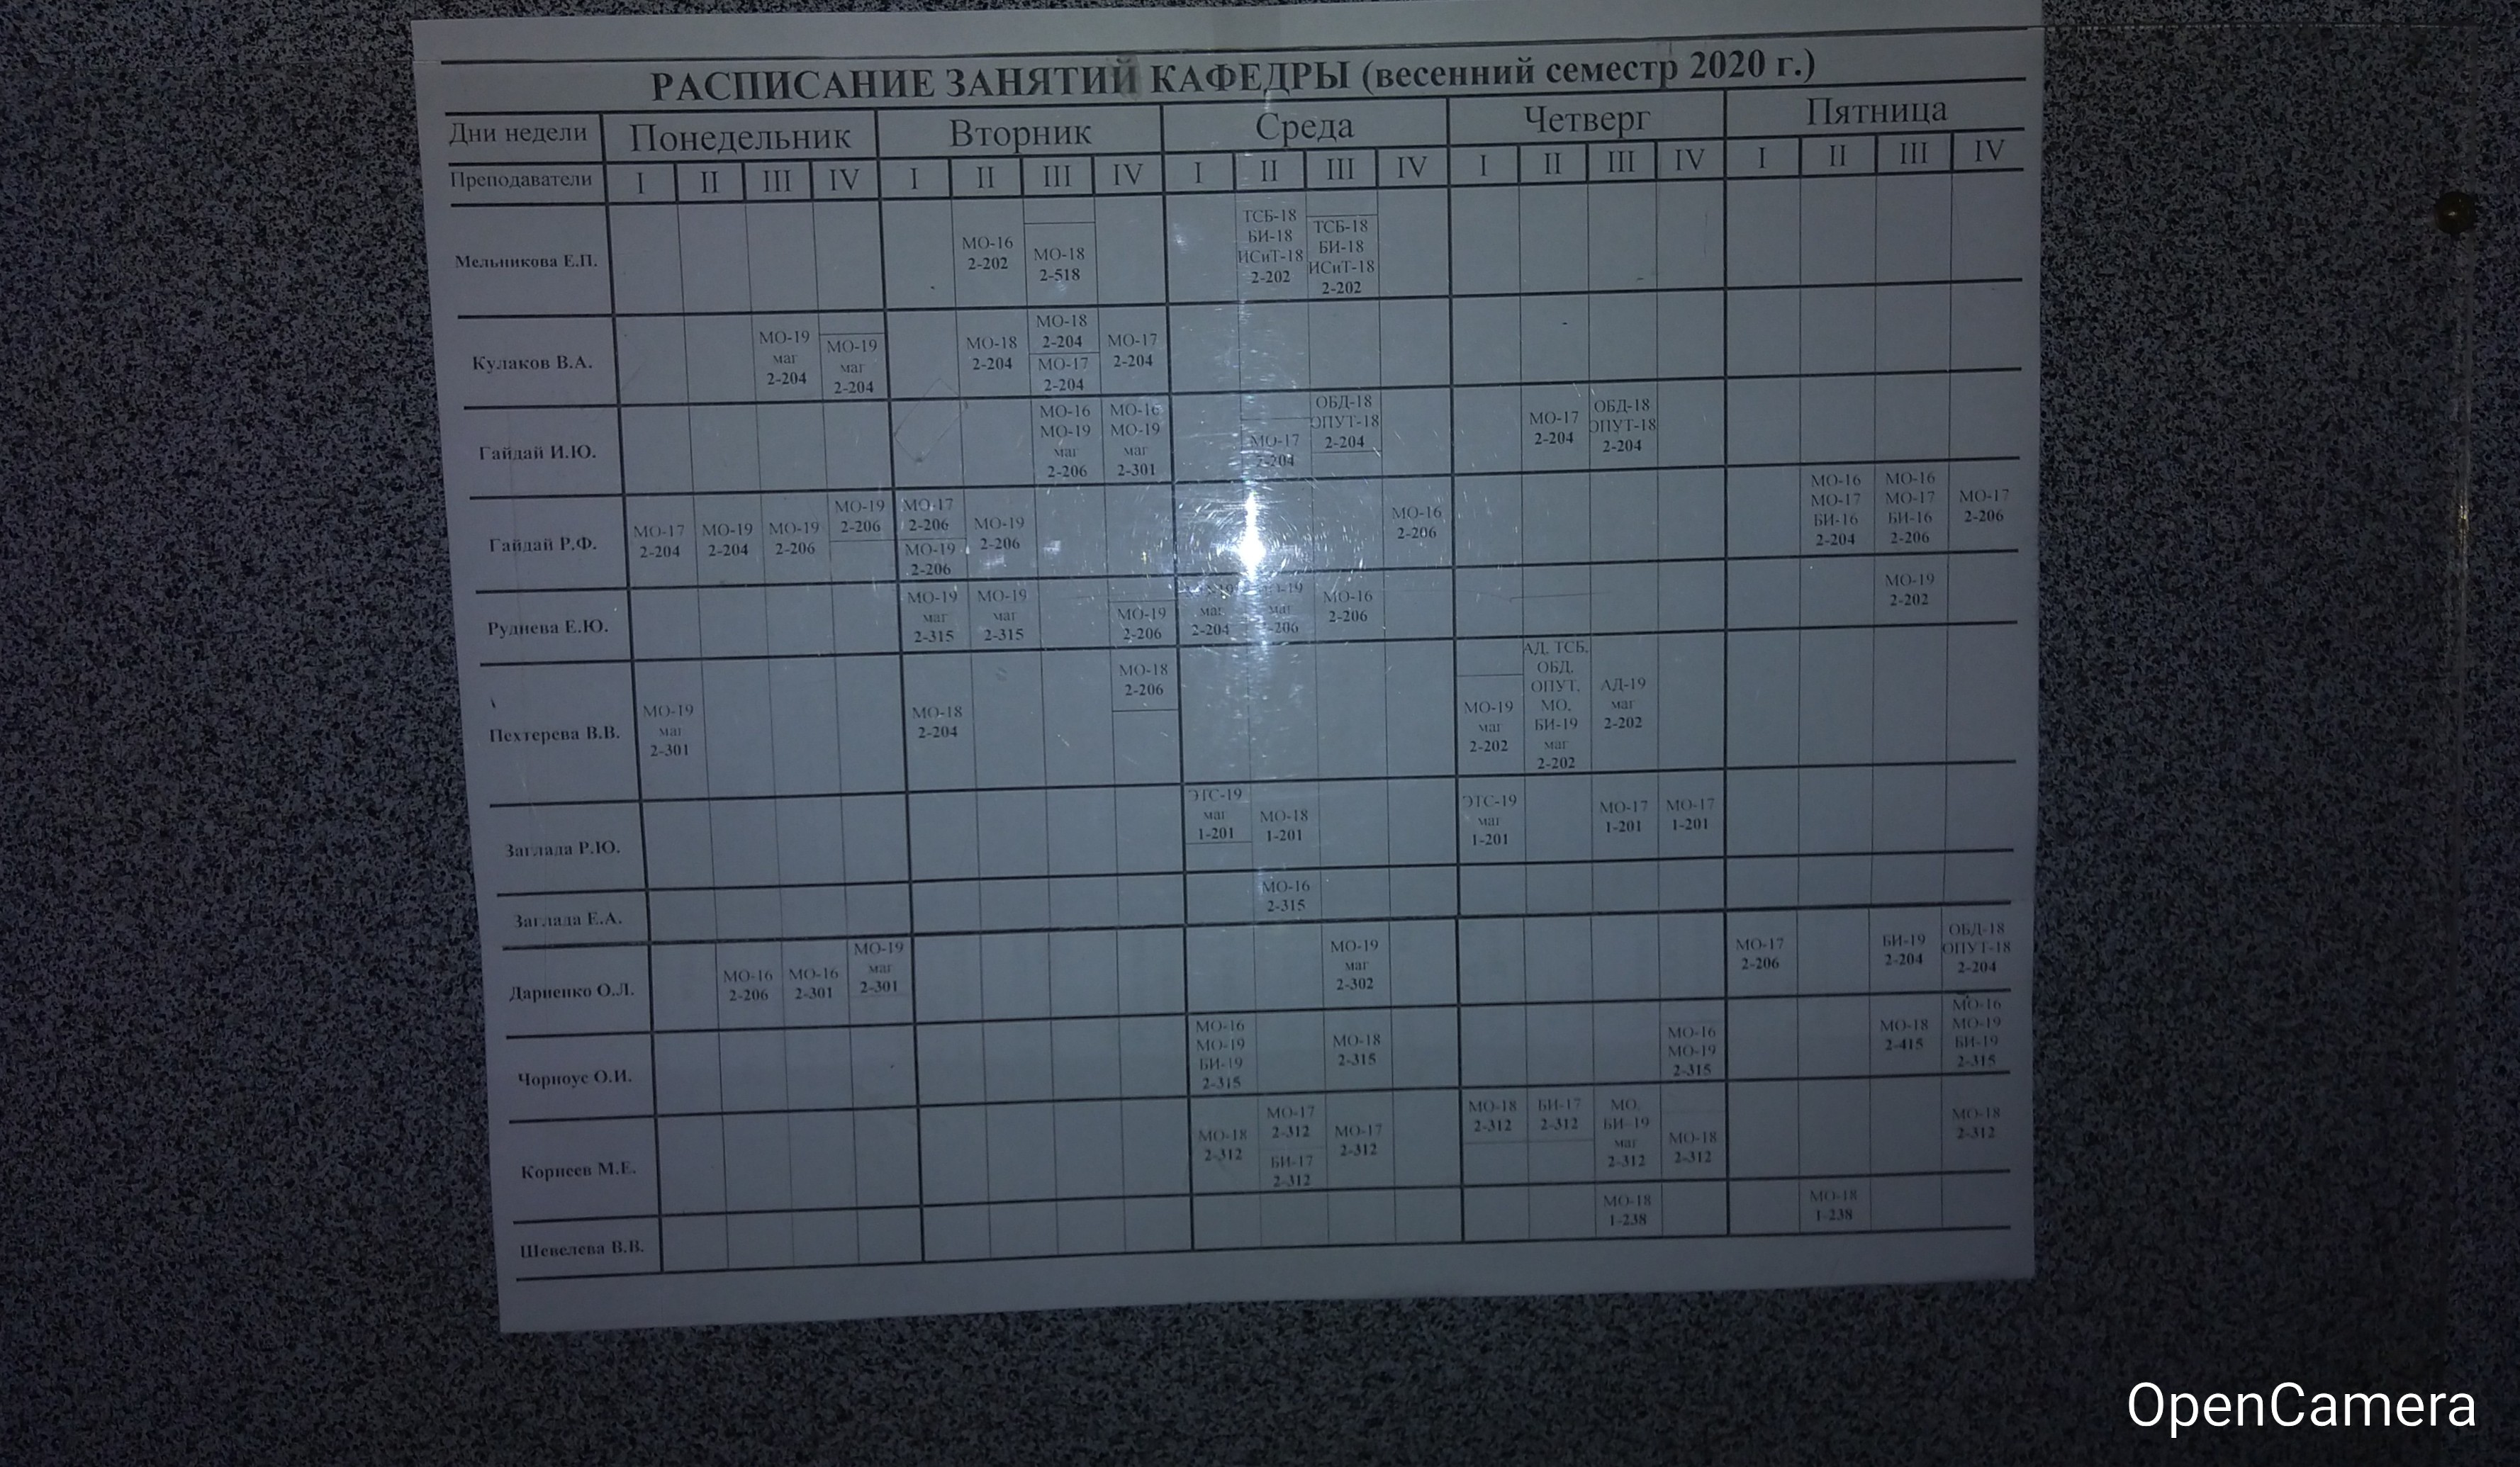 РАСПИСАНИЕ ЗАНЯТИЙ КАФЕДРЫ (весенний семестр 2020 г.)
Дни недели Понедельник Вторник Среда Четверг Пятница
Преподаватели I II III IV I II III IV I II III IV I II III IV I II III IV
Мельникова Е.П.
МО-16
2-202
МО-18
2-518
ТСБ-18
БИ-18
ИСиТ-18
2-202
ТСБ-18
БИ-18
ИСиТ-18
2-202
Кулаков В.А.
МО-19
маг
2-204
МО-19
маг
2-204
МО-18
2-204
МО-18
2-204
МО-17
2-204
МО-17
2-204
Гайдай И.Ю.
МО-16
МО-19
маг
2-206
МО-16
МО-19
маг
2-301
МО-17
2-204
ОБД-18
ОПУТ-18
2-204
МО-17
2-204
ОБД-18
ОПУТ-18
2-204
Гайдай Р.Ф.
МО-17
2-204
МО-19
2-204
МО-19
2-206
МО-19
2-206
МО-17
2-206
МО-19
2-206
МО-19
2-206
МО-16
2-206
МО-16
МО-17
БИ-16
2-204
МО-16
МО-17
БИ-16
2-206
МО-17
2-206
Руднева Е.Ю.
МО-19
маг
2-315
МО-19
маг
2-315
МО-19
2-206
маг
2-204
маг
МО-16
2-206
МО-19
2-202
Пехтерева В.В.
МО-19
маг
2-301
МО-18
2-204
МО-18
2-206
МО-19
маг
2-202
АД, ТСБ,
ОБД,
ОПУТ,
МО,
БИ-19
маг
2-202
АД-19
маг
2-202
Заглада Р.Ю.
ЭТС-19
маг
1-201
МО-18
1-201
ЭТС-19
маг
1-201
МО-17
1-201
МО-17
1-201
Заглада Е.А.
МО-16
2-315
Дариенко О.Л.
МО-16
2-206
МО-16
2-301
МО-19
маг
2-301
МО-19
маг
2-302
МО-17
2-206
БИ-19
2-204
ОБД-18
ОПУТ-18
2-204
Чорноус О.И.
МО-16
МО-19
БИ-19
2-315
МО-18
2-315
МО-16
МО-19
2-315
МО-18
2-415
МО-16
МО-19
БИ-19
2-315
Корнеев М.Е.
МО-18
2-312
МО-17
2-312
БИ-17
2-312
МО-17
2-312
МО-18
2-312
БИ-17
2-312
МО,
БИ-19
маг
2-312
МО-18
2-312
МО-18
2-312
Шевелева В.В.
МО-18
1-238
МО-18
1-238
OpenCamera